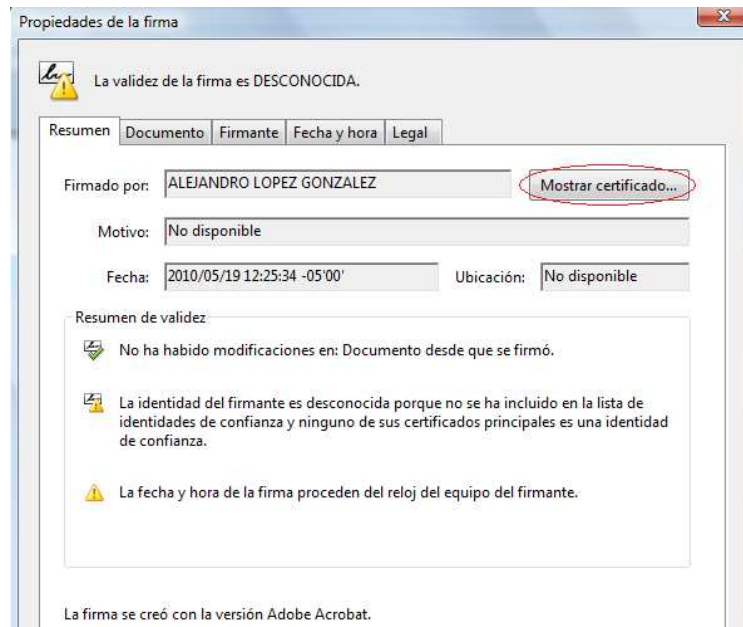 Propiedades de la firma
La validez de la firma es DESCONOCIDA.
Resumen Documento Firmante Fecha y hora Legal
Firmado por: ALEJANDRO LOPEZ GONZALEZ Mostrar certificado...
Motivo: No disponible
Fecha: 2010/05/19 12:25:34 -05'00' Ubicación: No disponible
Resumen de validez
No ha habido modificaciones en: Documento desde que se firmó.
La identidad del firmante es desconocida porque no se ha incluido en la lista de
identidades de confianza y ninguno de sus certificados principales es una identidad
de confianza.
La fecha y hora de la firma proceden del reloj del equipo del firmante.
La firma se creó con la versión Adobe Acrobat.